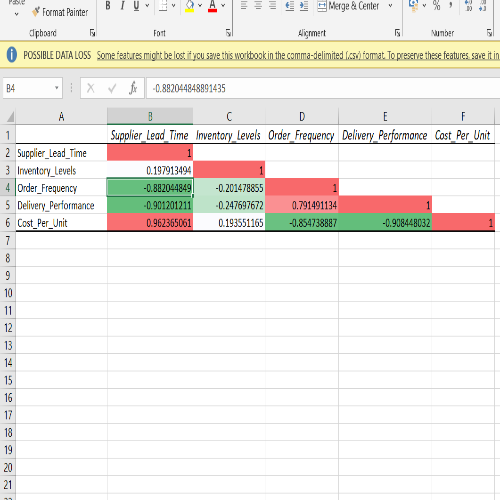 Paste
Format Painter
B I U A % 9
Merge & Center
Clipboard Font Alignment Number
POSSIBLE DATA LOSS Some features might be lost if you save this workbook in the comma-delimited (.csv) format. To preserve these features, save it in
B4 fx -0.882044848891435
A B C D E F
1 Supplier_Lead_Time Inventory_Levels Order_Frequency Delivery_Performance Cost_Per_Unit
2 Supplier_Lead_Time 1
3 Inventory_Levels 0.197913494 1
4 Order_Frequency -0.882044849 -0.201478855 1
5 Delivery_Performance -0.901201211 -0.247697672 0.791491134 1
6 Cost_Per_Unit 0.962365061 0.193551165 -0.854738887 -0.908448032 1
7
8
9
10
11
12
13
14
15
16
17
18
19
20
21